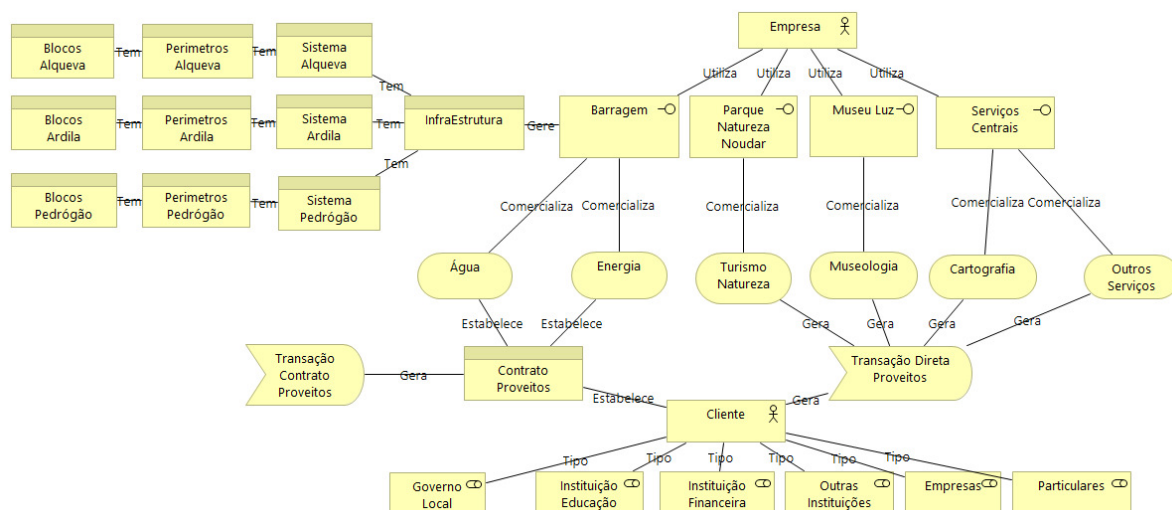 Empresa
Blocos
Alqueva
Tem
Perimetros
Alqueva
Tem
Sistema
Alqueva
Utiliza
Utiliza
Utiliza
Utiliza
Tem
Blocos
Ardila
Tem
Perimetros
Ardila
Tem
Sistema
Ardila
Tem
InfraEstrutura
Gere
Barragem
Parque
Natureza
Noudar
Museu Luz
Serviços
Centrais
Tem
Blocos
Pedrógão
Tem
Perimetros
Pedrógão
Tem
Sistema
Pedrógão
Comercializa
Comercializa
Comercializa
Comercializa
Comercializa
Comercializa
Água
Energia
Turismo
Natureza
Museologia
Cartografia
Outros
Serviços
Estabelece
Estabelece
Gera
Gera
Gera
Gera
Transação
Contrato
Proveitos
Gera
Contrato
Proveitos
Transação Direta
Proveitos
Estabelece
Gera
Cliente
Tipo
Tipo
Tipo
Tipo
Tipo
Tipo
Governo
Local
Instituição
Educação
Instituição
Financeira
Outras
Instituições
Empresas
Particulares